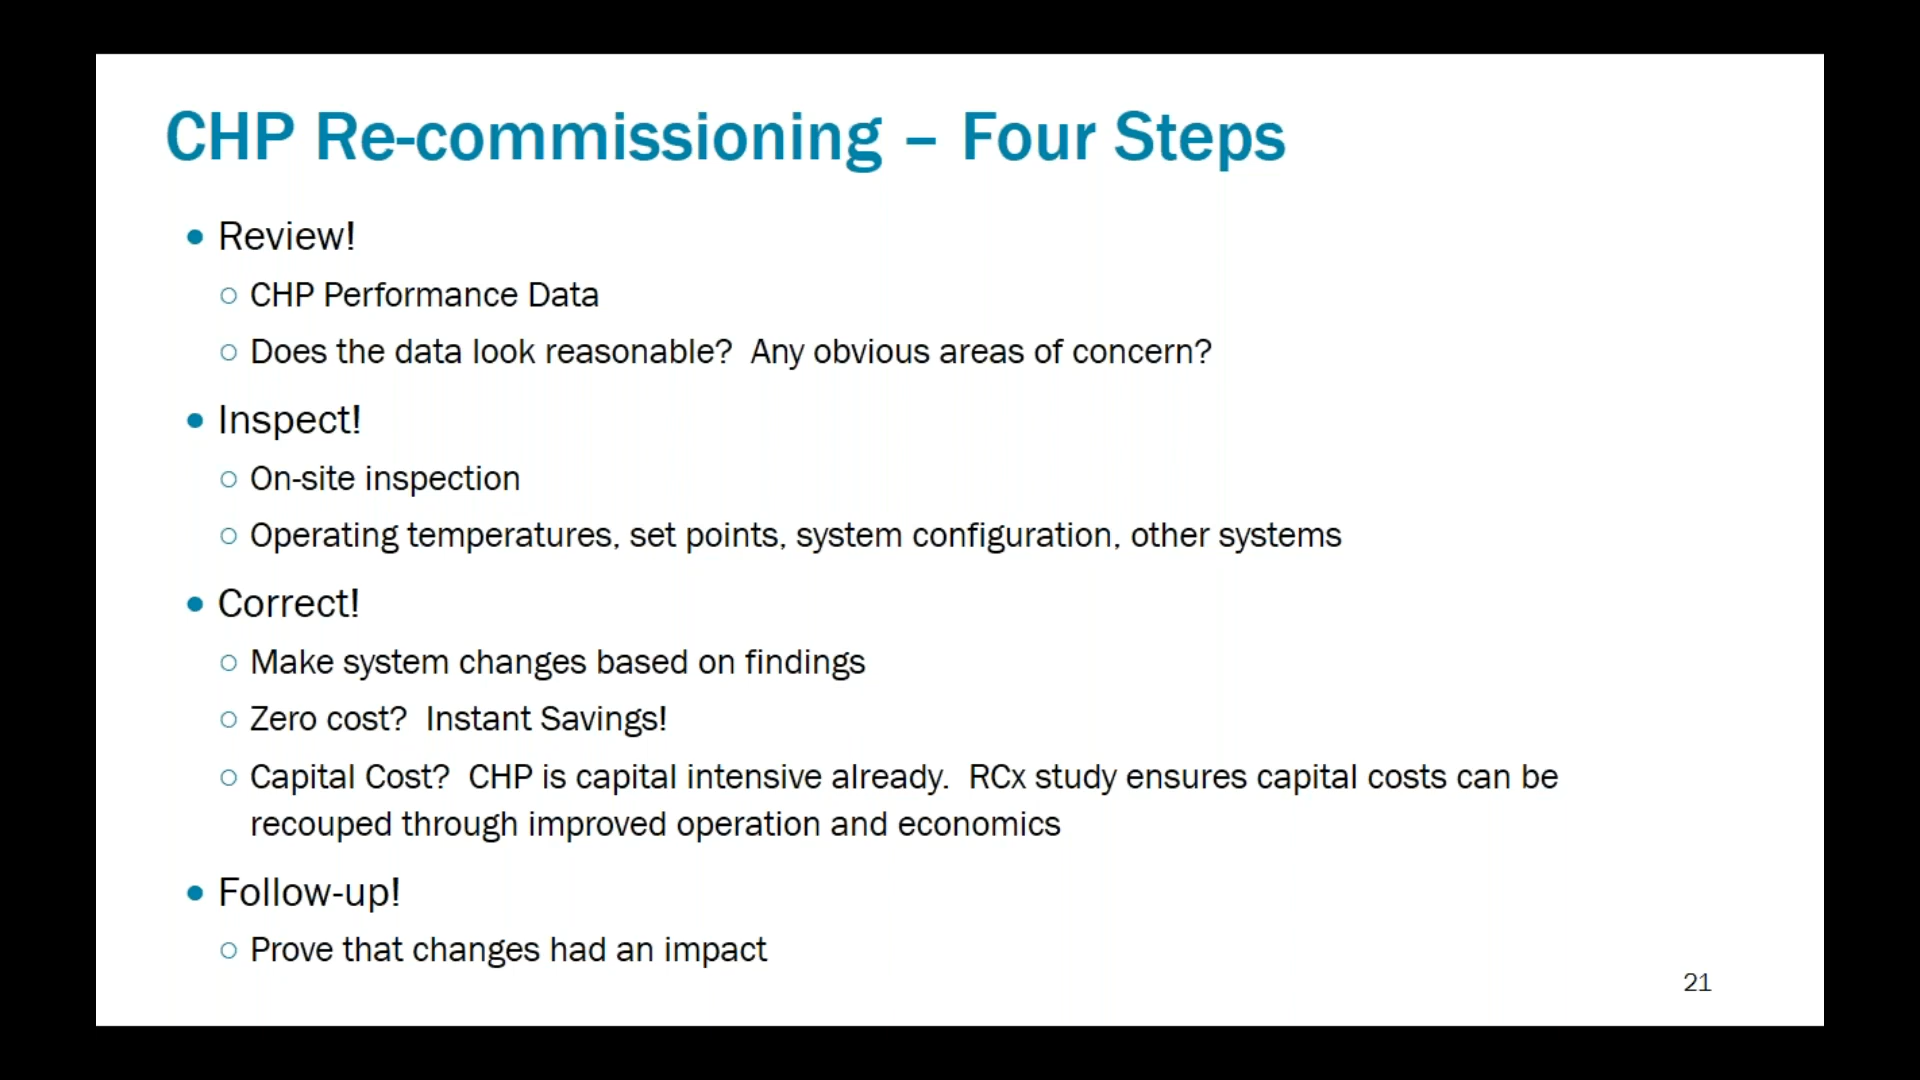 CHP Re-commissioning – Four Steps
• Review!
○ CHP Performance Data
○ Does the data look reasonable?  Any obvious areas of concern?
• Inspect!
○ On-site inspection
○ Operating temperatures, set points, system configuration, other systems
• Correct!
○ Make system changes based on findings
○ Zero cost?  Instant Savings!
○ Capital Cost?  CHP is capital intensive already.  RCx study ensures capital costs can be
recouped through improved operation and economics
• Follow-up!
○ Prove that changes had an impact
21